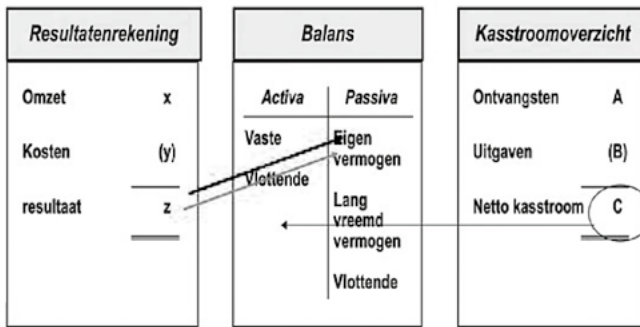 Resultatenrekening
Omzet x
Kosten (y)
resultaat z
Balans
Activa Passiva
Vaste Eigen
vermogen
Vlottende
Lang
vreemd
vermogen
Vlottende
Kasstroomoverzicht
Ontvangsten A
Uitgaven (B)
Netto kasstroom C